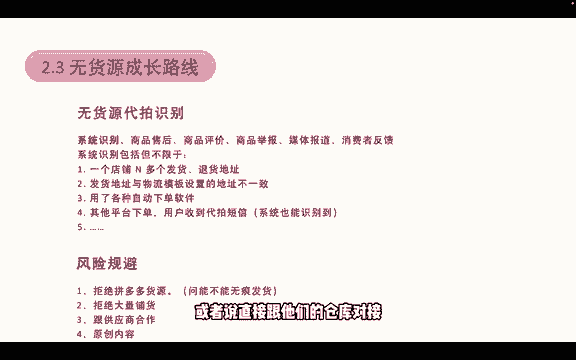 2.3 无货源成长路线
无货源代拍识别
系统识别、商品售后、商品评价、商品举报、媒体报道、消费者反馈
系统识别包括但不限于：
1. 一个店铺 N 多个发货、退货地址
2. 发货地址与物流模板设置的地址不一致
3. 用了各种自动下单软件
4. 其他平台下单，用户收到代拍短信（系统也能识别到）
5. ......
风险规避
1、拒绝拼多多货源。（问能不能无痕发货）
2、拒绝大量铺货
3、跟供应商合作
4、原创内容
或者说直接跟他们的仓库对接